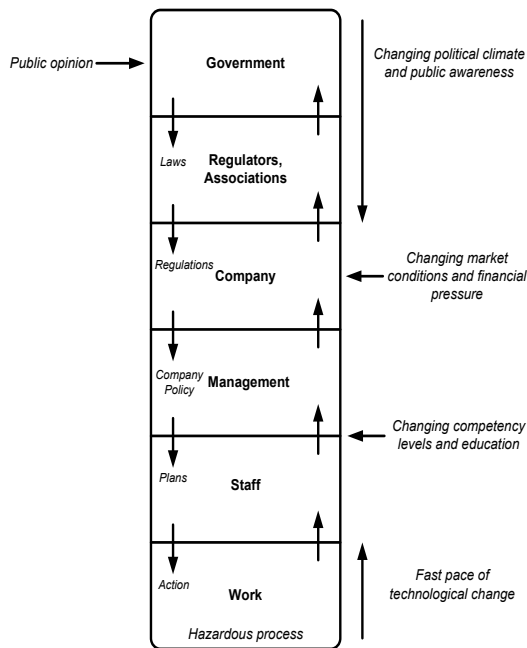 Public opinion
Government
Changing political climate
and public awareness
Laws
Regulators,
Associations
Regulations
Company
Changing market
conditions and financial
pressure
Company
Policy
Management
Changing competency
levels and education
Plans
Staff
Action
Work
Fast pace of
technological change
Hazardous process